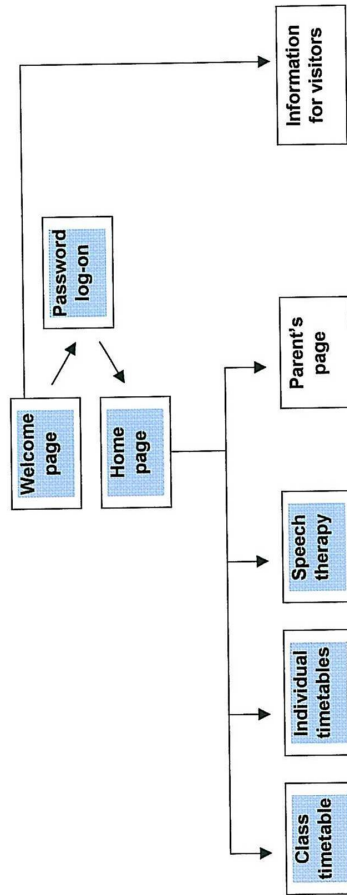 Welcome
page
Password
log-on
Home
page
Class
timetable
Individual
timetables
Speech
therapy
Parent's
page
Information
for visitors